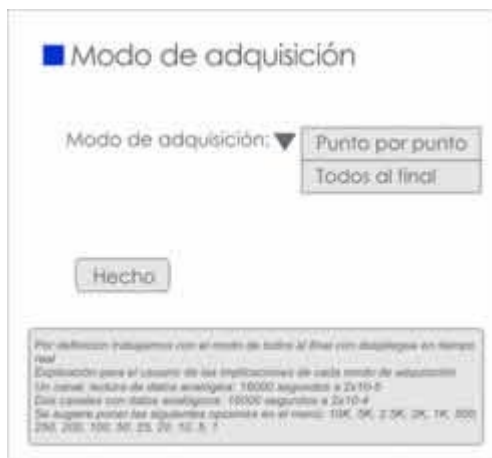 Modo de adquisición
Modo de adquisición:
Punto por punto
Todos al final
Hecho
Por definición trabajamos con el modo de todos al final con despliegue en tiempo
real
Explicación para el usuario de las implicaciones de cada modo de adquisición
Un canal: lectura de datos analógica: 16000 segundos a 2x10-5
Dos canales con datos analógicos: 10000 segundos a 2x10-4
Se sugiere poner las siguientes opciones en el menú: 10K, 5K, 2.5K, 2K, 1K, 500
250, 200, 100, 50, 25, 20, 10, 5, 1